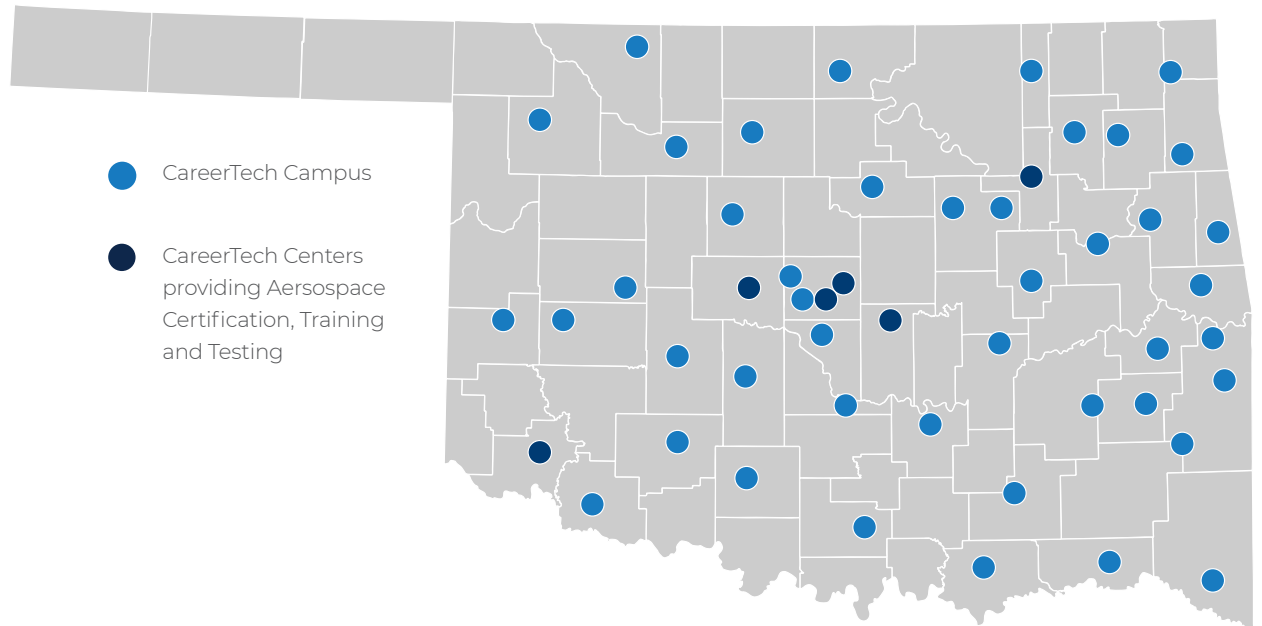 CareerTech Campus
CareerTech Centers
providing Aersospace
Certification, Training
and Testing